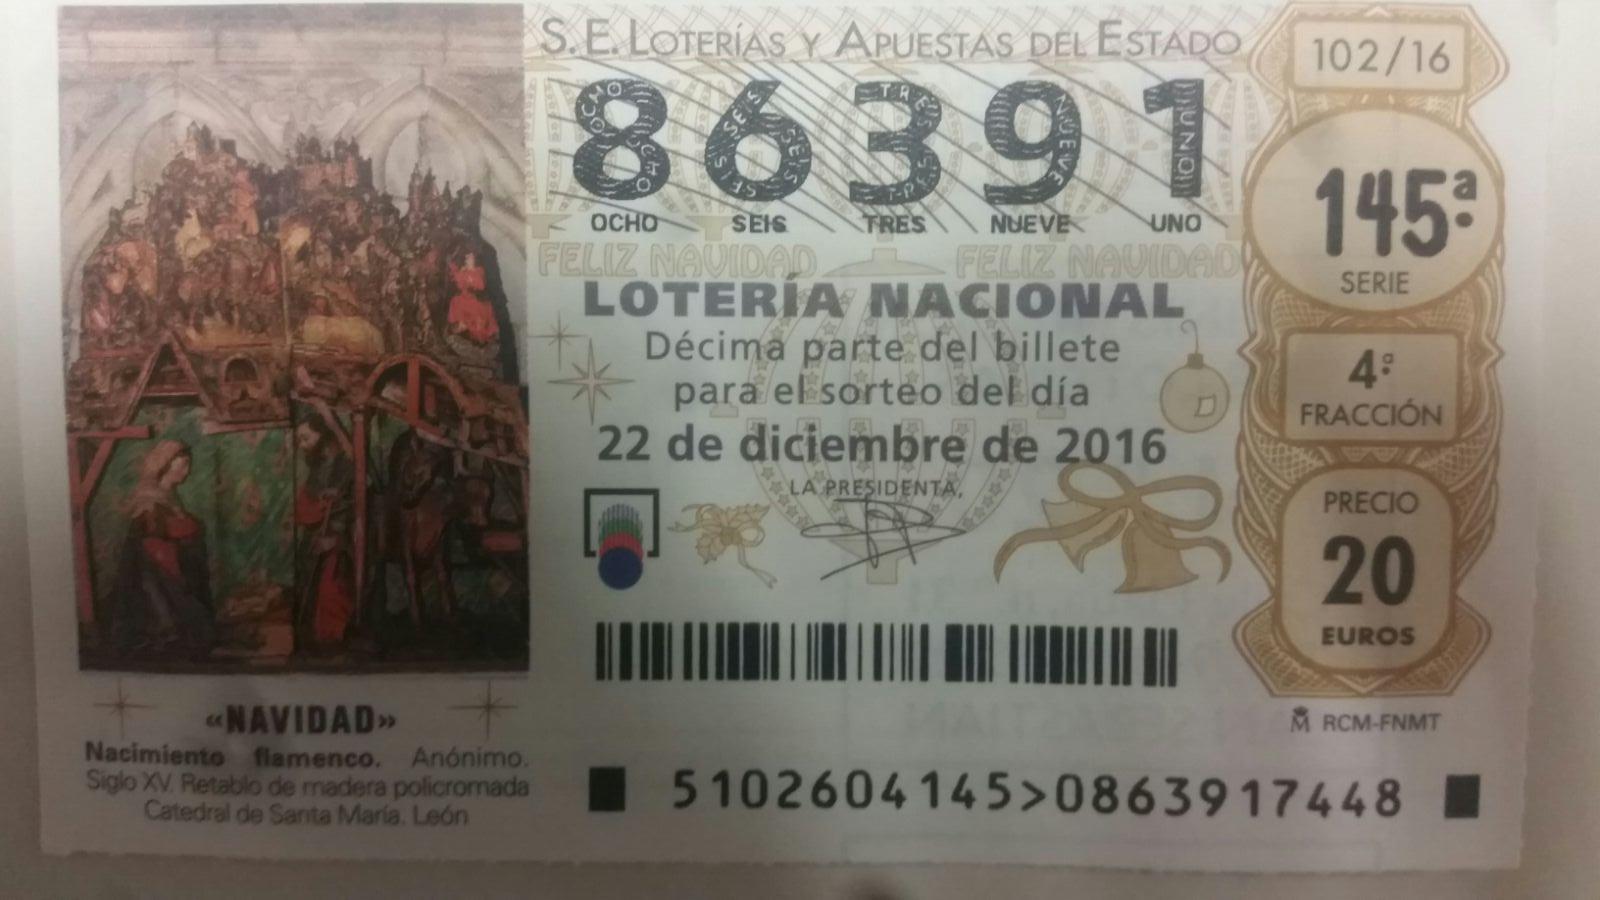 S.E. LOTERÍAS Y APUESTAS DEL ESTADO
102/16
86391
OCHO SEIS TRES NUEVE UNO
145ª
SERIE
FELIZ NAVIDAD FELIZ NAVIDAD
LOTERÍA NACIONAL
Décima parte del billete
para el sorteo del día
22 de diciembre de 2016
LA PRESIDENTA,
4ª
FRACCIÓN
PRECIO
20
EUROS
RCM-FNMT
«NAVIDAD»
Nacimiento flamenco. Anónimo.
Siglo XV. Retablo de madera policromada
Catedral de Santa María. León
5102604145>0863917448